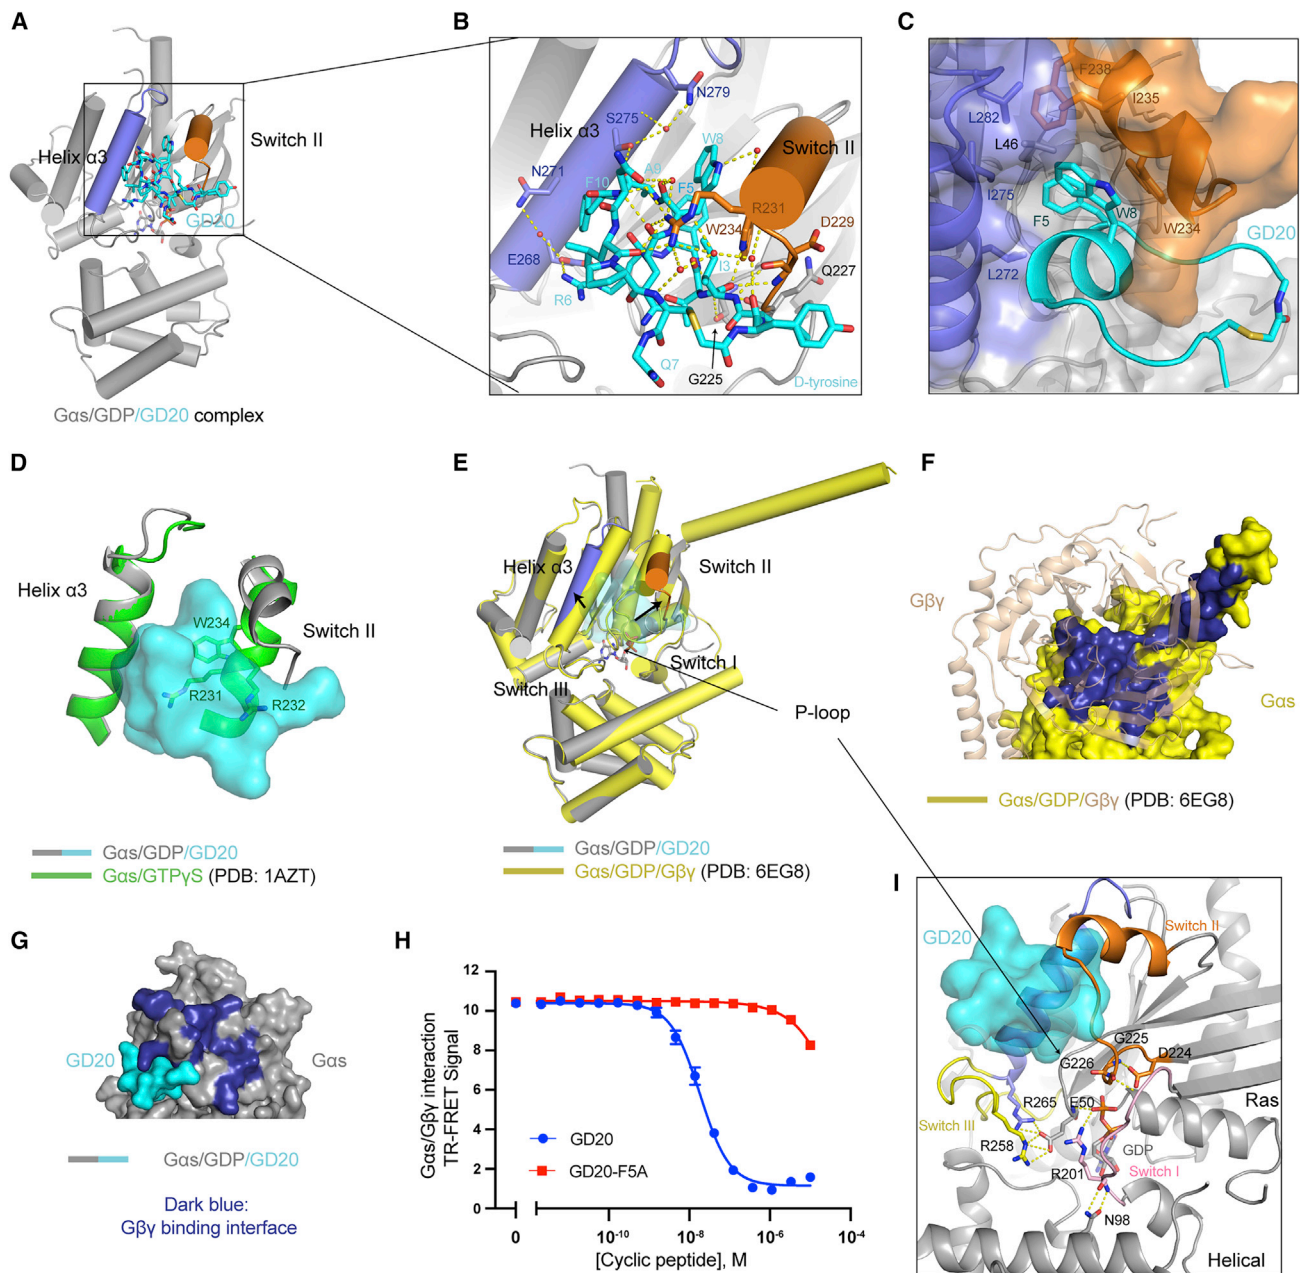 A
Helix α3
Switch II
GD20
Gαs/GDP/GD20 complex
B
N279
S275
Helix α3
W8
Switch II
N271
A9
F10
F5
R231
D229
W234
E268
I3
Q227
R6
Q7
G225
D-tyrosine
C
F238
I235
L282
L46
I275
W8
F5
W234
GD20
L272
D
Helix α3
W234
Switch II
R231
R232
Gαs/GDP/GD20
Gαs/GTPγS (PDB: 1AZT)
E
Helix α3
Switch II
Switch I
Switch III
P-loop
Gαs/GDP/GD20
Gαs/GDP/Gβγ (PDB: 6EG8)
F
Gβγ
Gαs
Gαs/GDP/Gβγ (PDB: 6EG8)
G
GD20
Gαs
Gαs/GDP/GD20
Dark blue:
Gβγ binding interface
H
Gαs/Gβγ interaction
TR-FRET Signal
12
10
8
6
4
2
0
GD20
GD20-F5A
0
10-10
10-8
10-6
10-4
[Cyclic peptide], M
I
GD20
Switch II
G225
G226
D224
R265
E50
Ras
Switch III
R258
GDP
Switch I
R201
N98
Helical